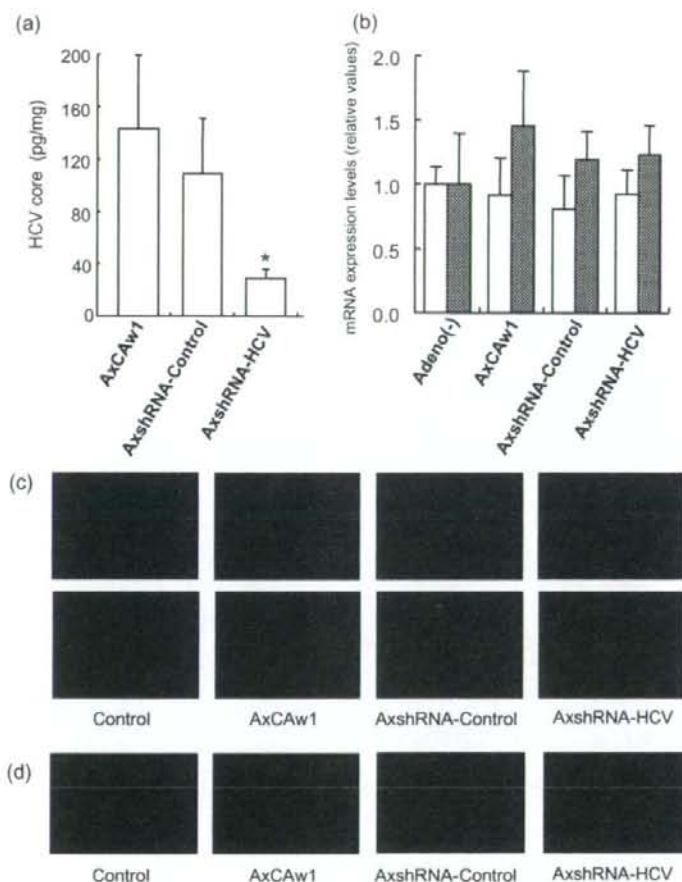 (a)
HCV core (pg/mg)
200
160
120
80
40
0
*
AxCAw1
AxshRNA-Control
AxshRNA-HCV
(b)
mRNA expression levels (relative values)
2.0
1.5
1.0
0.5
0.0
Adeno(-)
AxCAw1
AxshRNA-Control
AxshRNA-HCV
(c)
Control AxCAw1 AxshRNA-Control AxshRNA-HCV
(d)
Control AxCAw1 AxshRNA-Control AxshRNA-HCV